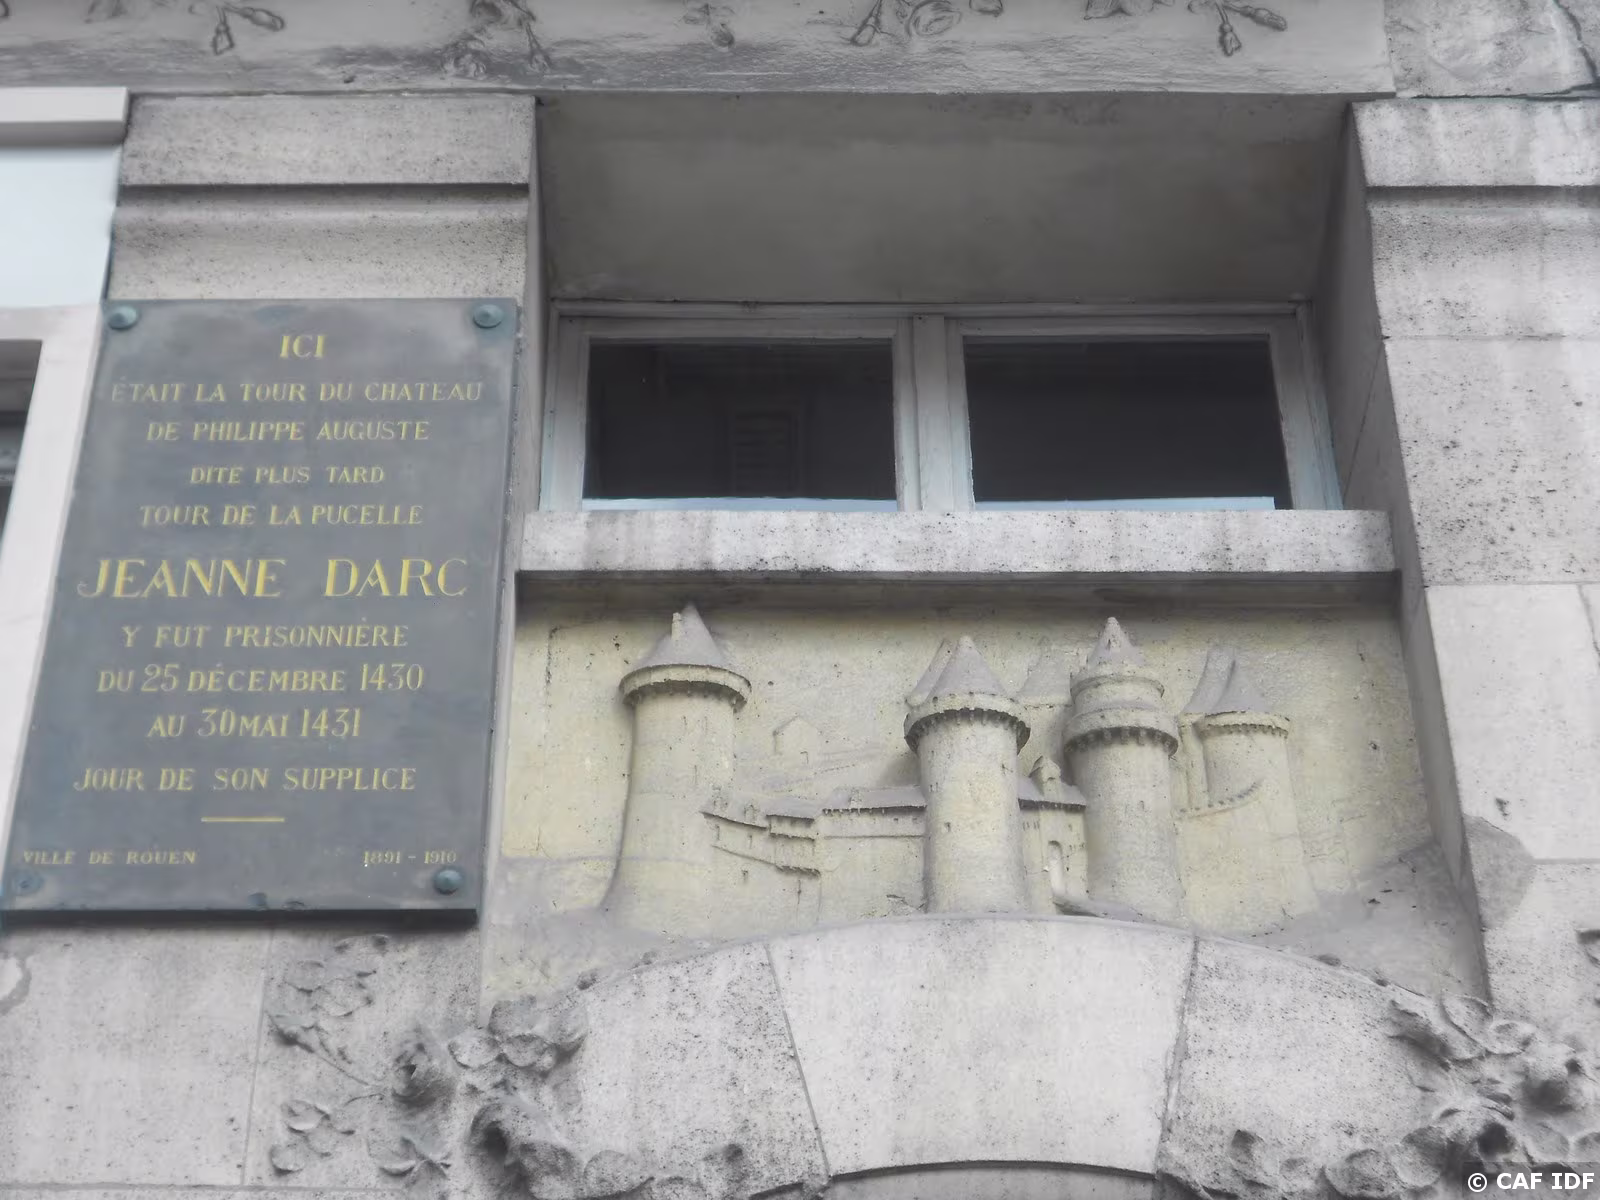 ICI
ÉTAIT LA TOUR DU CHATEAU
DE PHILIPPE AUGUSTE
DITE PLUS TARD
TOUR DE LA PUCELLE
JEANNE DARC
Y FUT PRISONNIÈRE
DU 25 DÉCEMBRE 1430
AU 30 MAI 1431
JOUR DE SON SUPPLICE
VILLE DE ROUEN 1891-1910
© CAF IDF